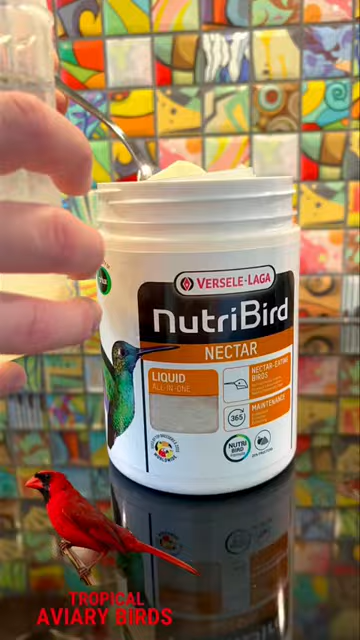 VERSELE-LAGA
NutriBird
NECTAR
LIQUID
ALL-IN-ONE
NECTAR-EATING
BIRDS
365
MAINTENANCE
NUTRI
BIRD
TROPICAL
AVIARY BIRDS